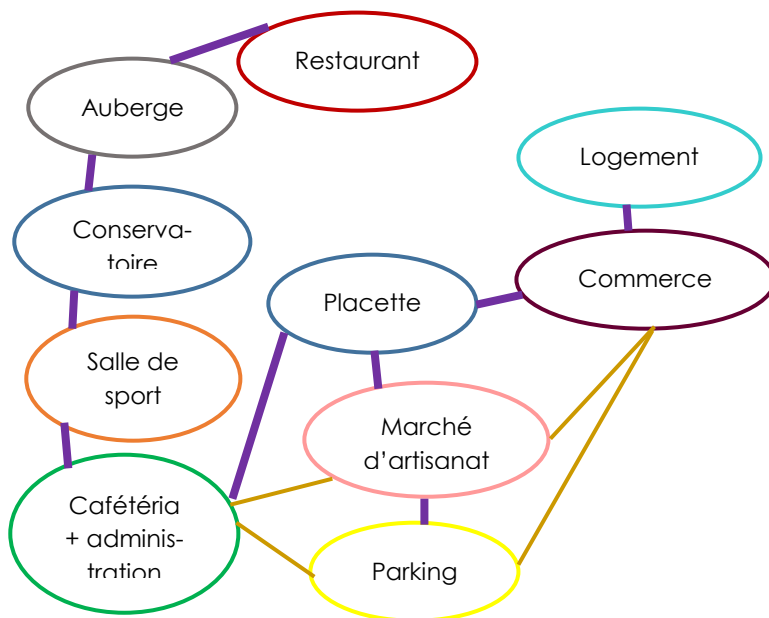 Restaurant
Auberge
Logement
Conserva-
toire
Placette
Commerce
Salle de
sport
Marché
d’artisanat
Cafétéria
+ adminis-
tration
Parking